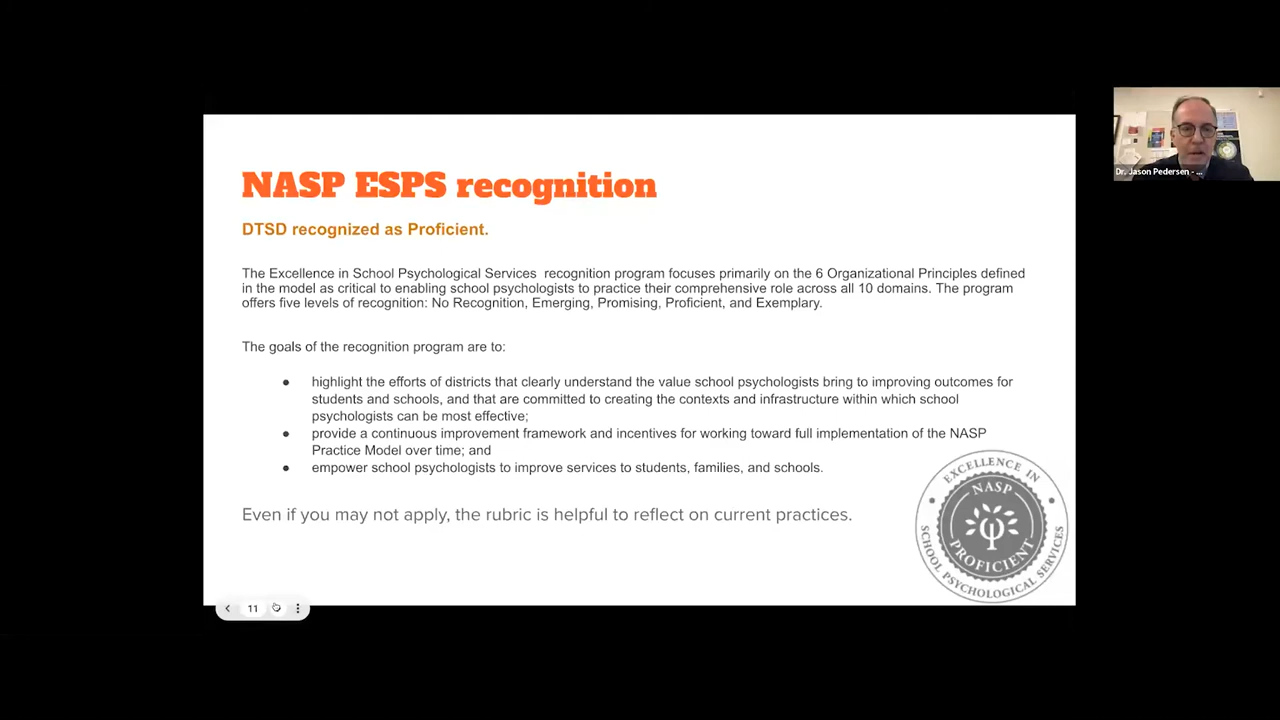 NASP ESPS recognition
DTSD recognized as Proficient.
The Excellence in School Psychological Services recognition program focuses primarily on the 6 Organizational Principles defined
in the model as critical to enabling school psychologists to practice their comprehensive role across all 10 domains. The program
offers five levels of recognition: No Recognition, Emerging, Promising, Proficient, and Exemplary.
The goals of the recognition program are to:
● highlight the efforts of districts that clearly understand the value school psychologists bring to improving outcomes for
students and schools, and that are committed to creating the contexts and infrastructure within which school
psychologists can be most effective;
● provide a continuous improvement framework and incentives for working toward full implementation of the NASP
Practice Model over time; and
● empower school psychologists to improve services to students, families, and schools.
Even if you may not apply, the rubric is helpful to reflect on current practices.
EXCELLENCE IN
NASP
PROFICIENT
SCHOOL PSYCHOLOGICAL SERVICES
11
Dr. Jason Pedersen - ...